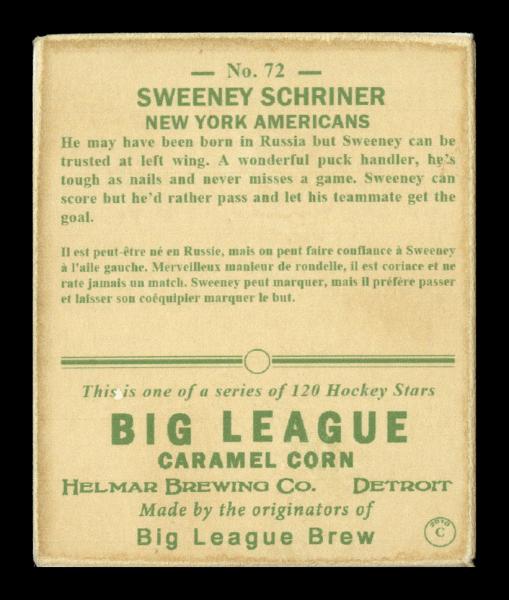 — No. 72 —
SWEENEY SCHRINER
NEW YORK AMERICANS
He may have been born in Russia but Sweeney can be
trusted at left wing. A wonderful puck handler, he's
tough as nails and never misses a game. Sweeney can
score but he'd rather pass and let his teammate get the
goal.
Il est peut-être né en Russie, mais on peut faire confiance à Sweeney
à l'aile gauche. Merveilleux manieur de rondelle, il est coriace et ne
rate jamais un match. Sweeney peut marquer, mais il préfère passer
et laisser son coéquipier marquer le but.
This is one of a series of 120 Hockey Stars
BIG LEAGUE
CARAMEL CORN
HELMAR BREWING CO. DETROIT
Made by the originators of
Big League Brew
2010
C